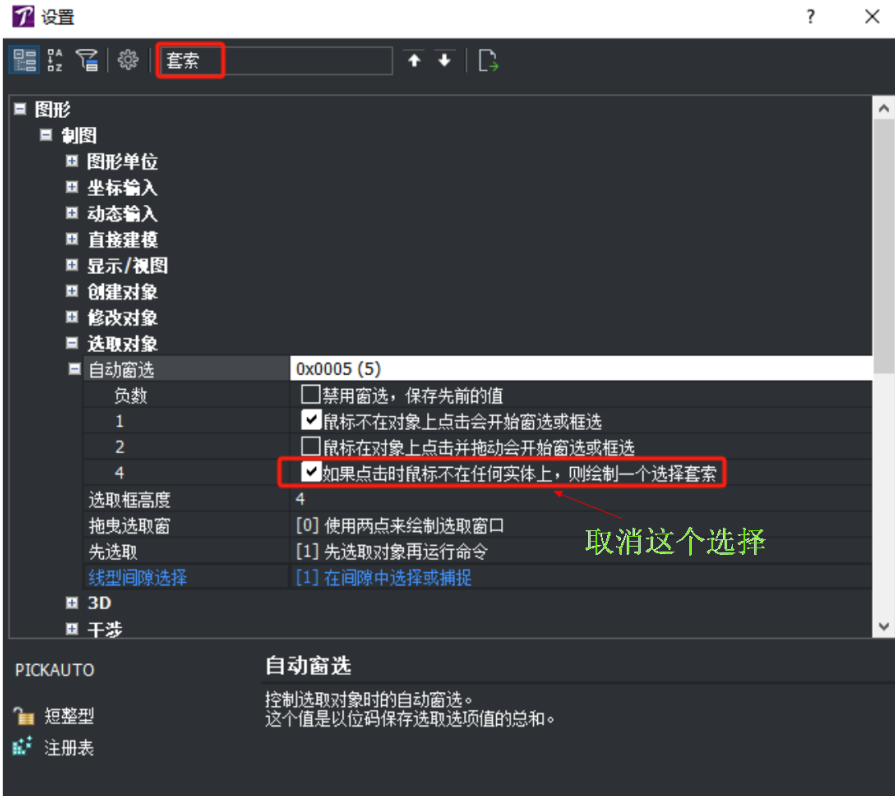 设置
?
套索
图形
制图
图形单位
坐标输入
动态输入
直接建模
显示/视图
创建对象
修改对象
选取对象
自动窗选 0x0005 (5)
负数 禁用窗选，保存先前的值
1 鼠标不在对象上点击会开始窗选或框选
2 鼠标在对象上点击并拖动会开始窗选或框选
4 如果点击时鼠标不在任何实体上，则绘制一个选择套索
选取框高度 4
拖曳选取窗 [0] 使用两点来绘制选取窗口
先选取 [1] 先选取对象再运行命令
取消这个选择
线型间隙选择 [1] 在间隙中选择或捕捉
3D
干涉
PICKAUTO
自动窗选
控制选取对象时的自动窗选。
这个值是以位码保存选取选项值的总和。
短整型
注册表